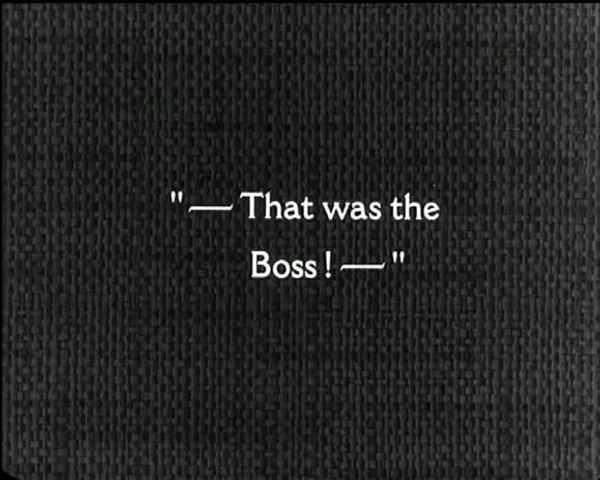 "— That was the
Boss! —"